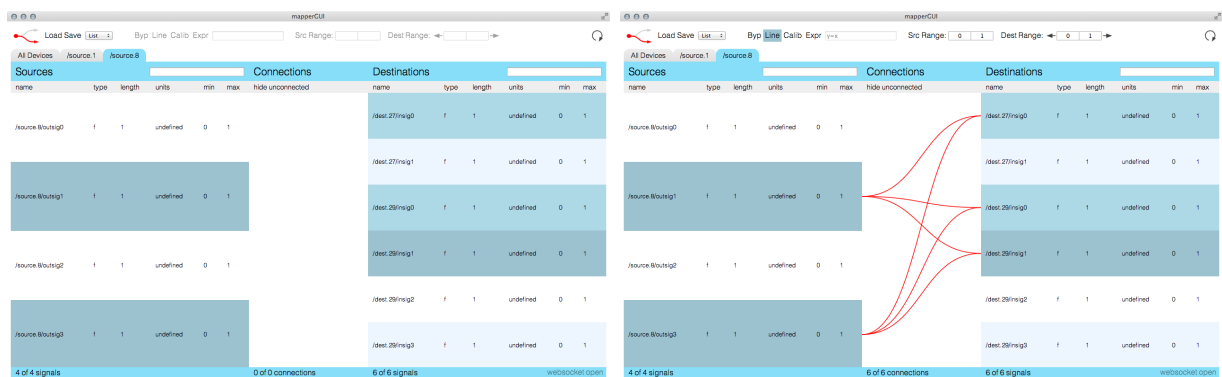 mapperGUI
Load Save List Byp Line Calib Expr Src Range: Dest Range:
All Devices /source.1 /source.8
Sources Connections Destinations
name type length units min max hide unconnected name type length units min max
/dest.27/insig0 f 1 undefined 0 1
/source.8/outsig0 f 1 undefined 0 1
/dest.27/insig1 f 1 undefined 0 1
/source.8/outsig1 f 1 undefined 0 1
/dest.29/insig0 f 1 undefined 0 1
/dest.29/insig1 f 1 undefined 0 1
/source.8/outsig2 f 1 undefined 0 1
/dest.29/insig2 f 1 undefined 0 1
/source.8/outsig3 f 1 undefined 0 1
/dest.29/insig3 f 1 undefined 0 1
4 of 4 signals 0 of 0 connections 6 of 6 signals websocket open
mapperGUI
Load Save List Byp Line Calib Expr y=x Src Range: 0 1 Dest Range: 0 1
All Devices /source.1 /source.8
Sources Connections Destinations
name type length units min max hide unconnected name type length units min max
/dest.27/insig0 f 1 undefined 0 1
/source.8/outsig0 f 1 undefined 0 1
/dest.27/insig1 f 1 undefined 0 1
/source.8/outsig1 f 1 undefined 0 1
/dest.29/insig0 f 1 undefined 0 1
/dest.29/insig1 f 1 undefined 0 1
/source.8/outsig2 f 1 undefined 0 1
/dest.29/insig2 f 1 undefined 0 1
/source.8/outsig3 f 1 undefined 0 1
/dest.29/insig3 f 1 undefined 0 1
4 of 4 signals 6 of 6 connections 6 of 6 signals websocket open